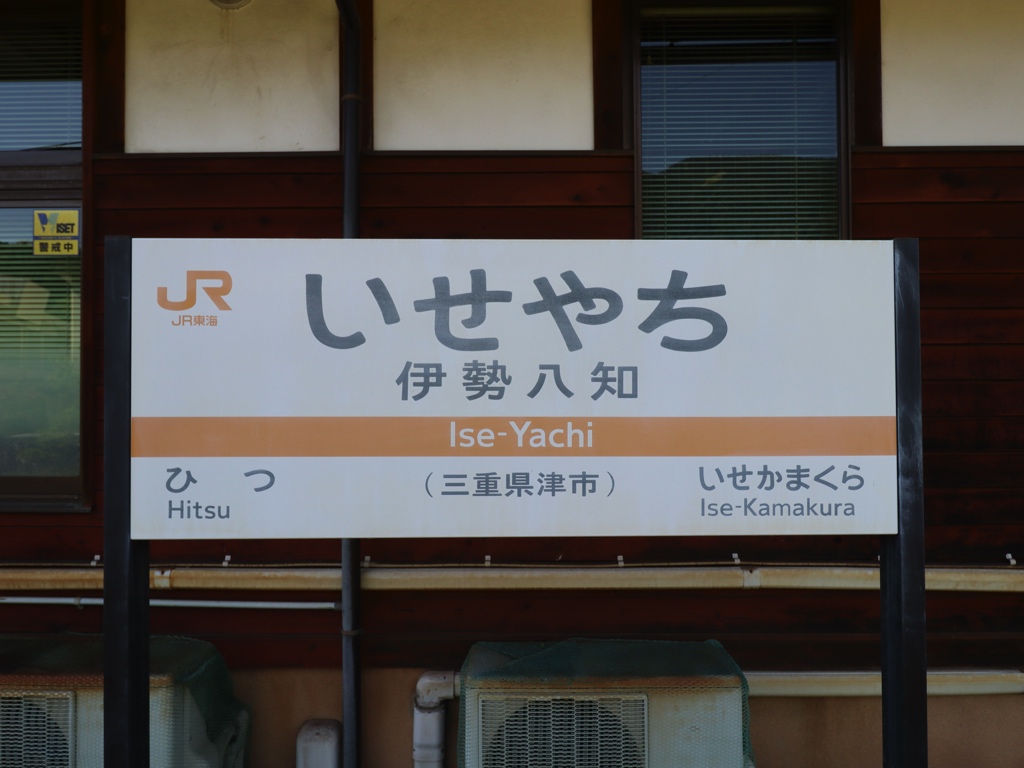 VISET
警戒中
JR
JR東海
いせやち
伊勢八知
Ise-Yachi
ひつ
Hitsu
(三重県津市)
いせかまくら
Ise-Kamakura